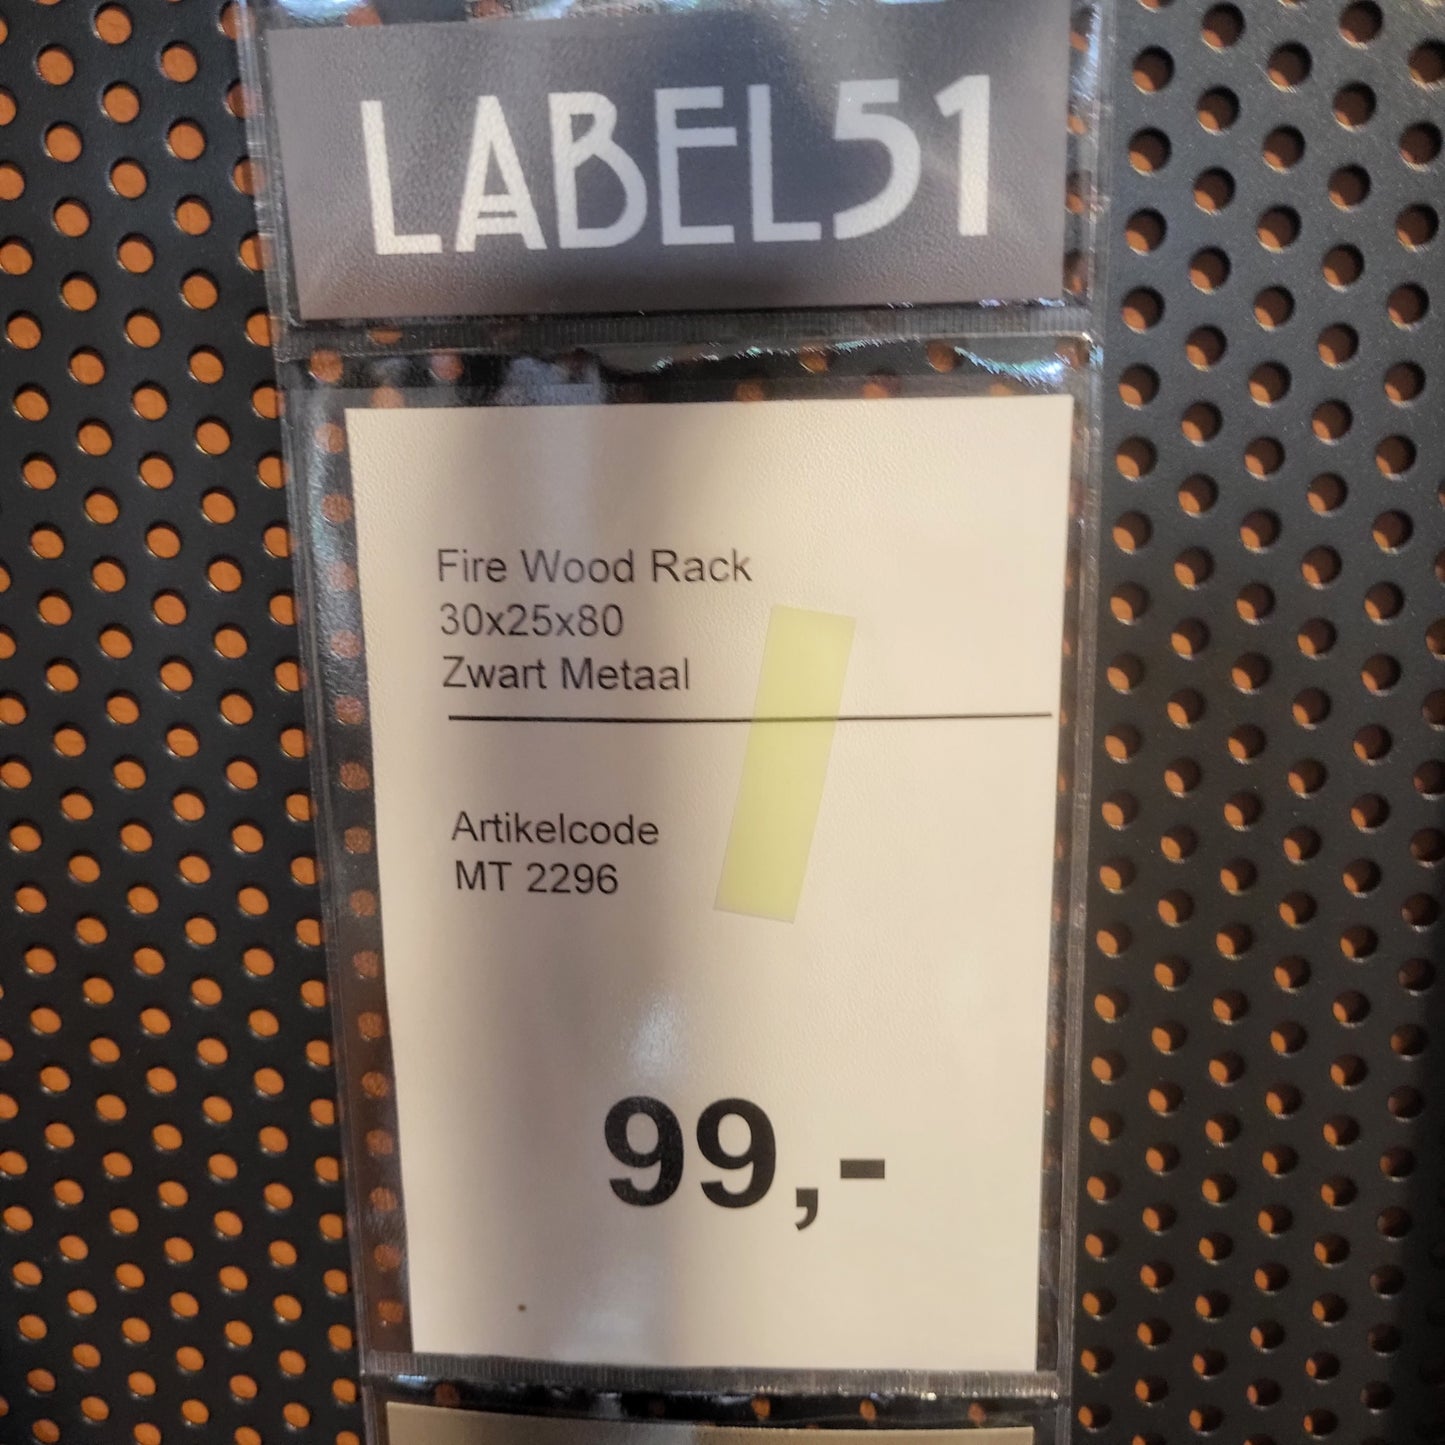 LABEL51
Fire Wood Rack
30x25x80
Zwart Metaal
Artikelcode
MT 2296
99,-